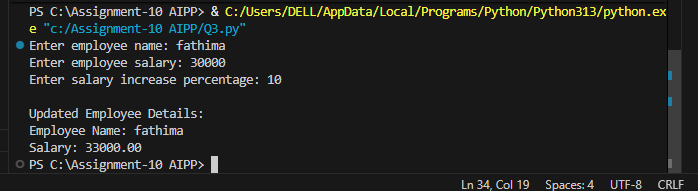 PS C:\Assignment-10 AIPP> & C:/Users/DELL/AppData/Local/Programs/Python/Python313/python.ex
e "c:/Assignment-10 AIPP/Q3.py"
Enter employee name: fathima
Enter employee salary: 30000
Enter salary increase percentage: 10
Updated Employee Details:
Employee Name: fathima
Salary: 33000.00
PS C:\Assignment-10 AIPP>
Ln 34, Col 19 Spaces: 4 UTF-8 CRLF